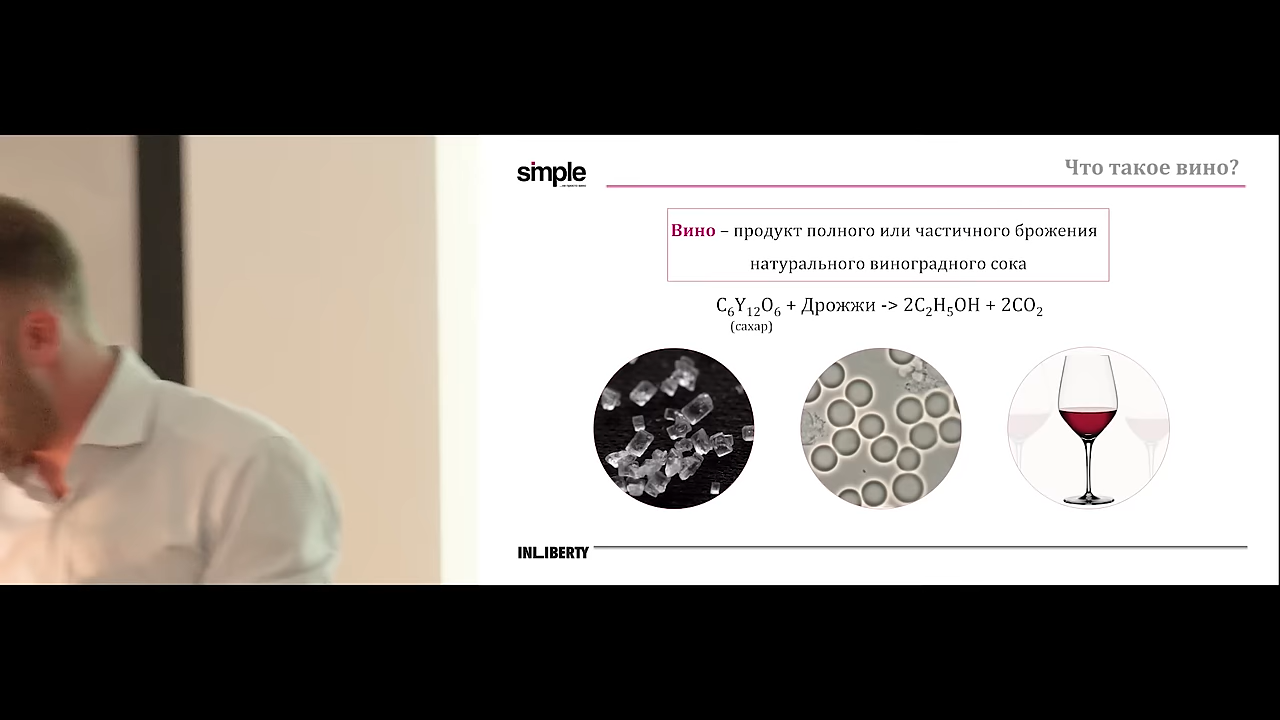 simple
Что такое вино?
Вино – продукт полного или частичного брожения
натурального виноградного сока
C₆Y₁₂O₆ + Дрожжи -> 2C₂H₅OH + 2CO₂
(сахар)
INLIBERTY